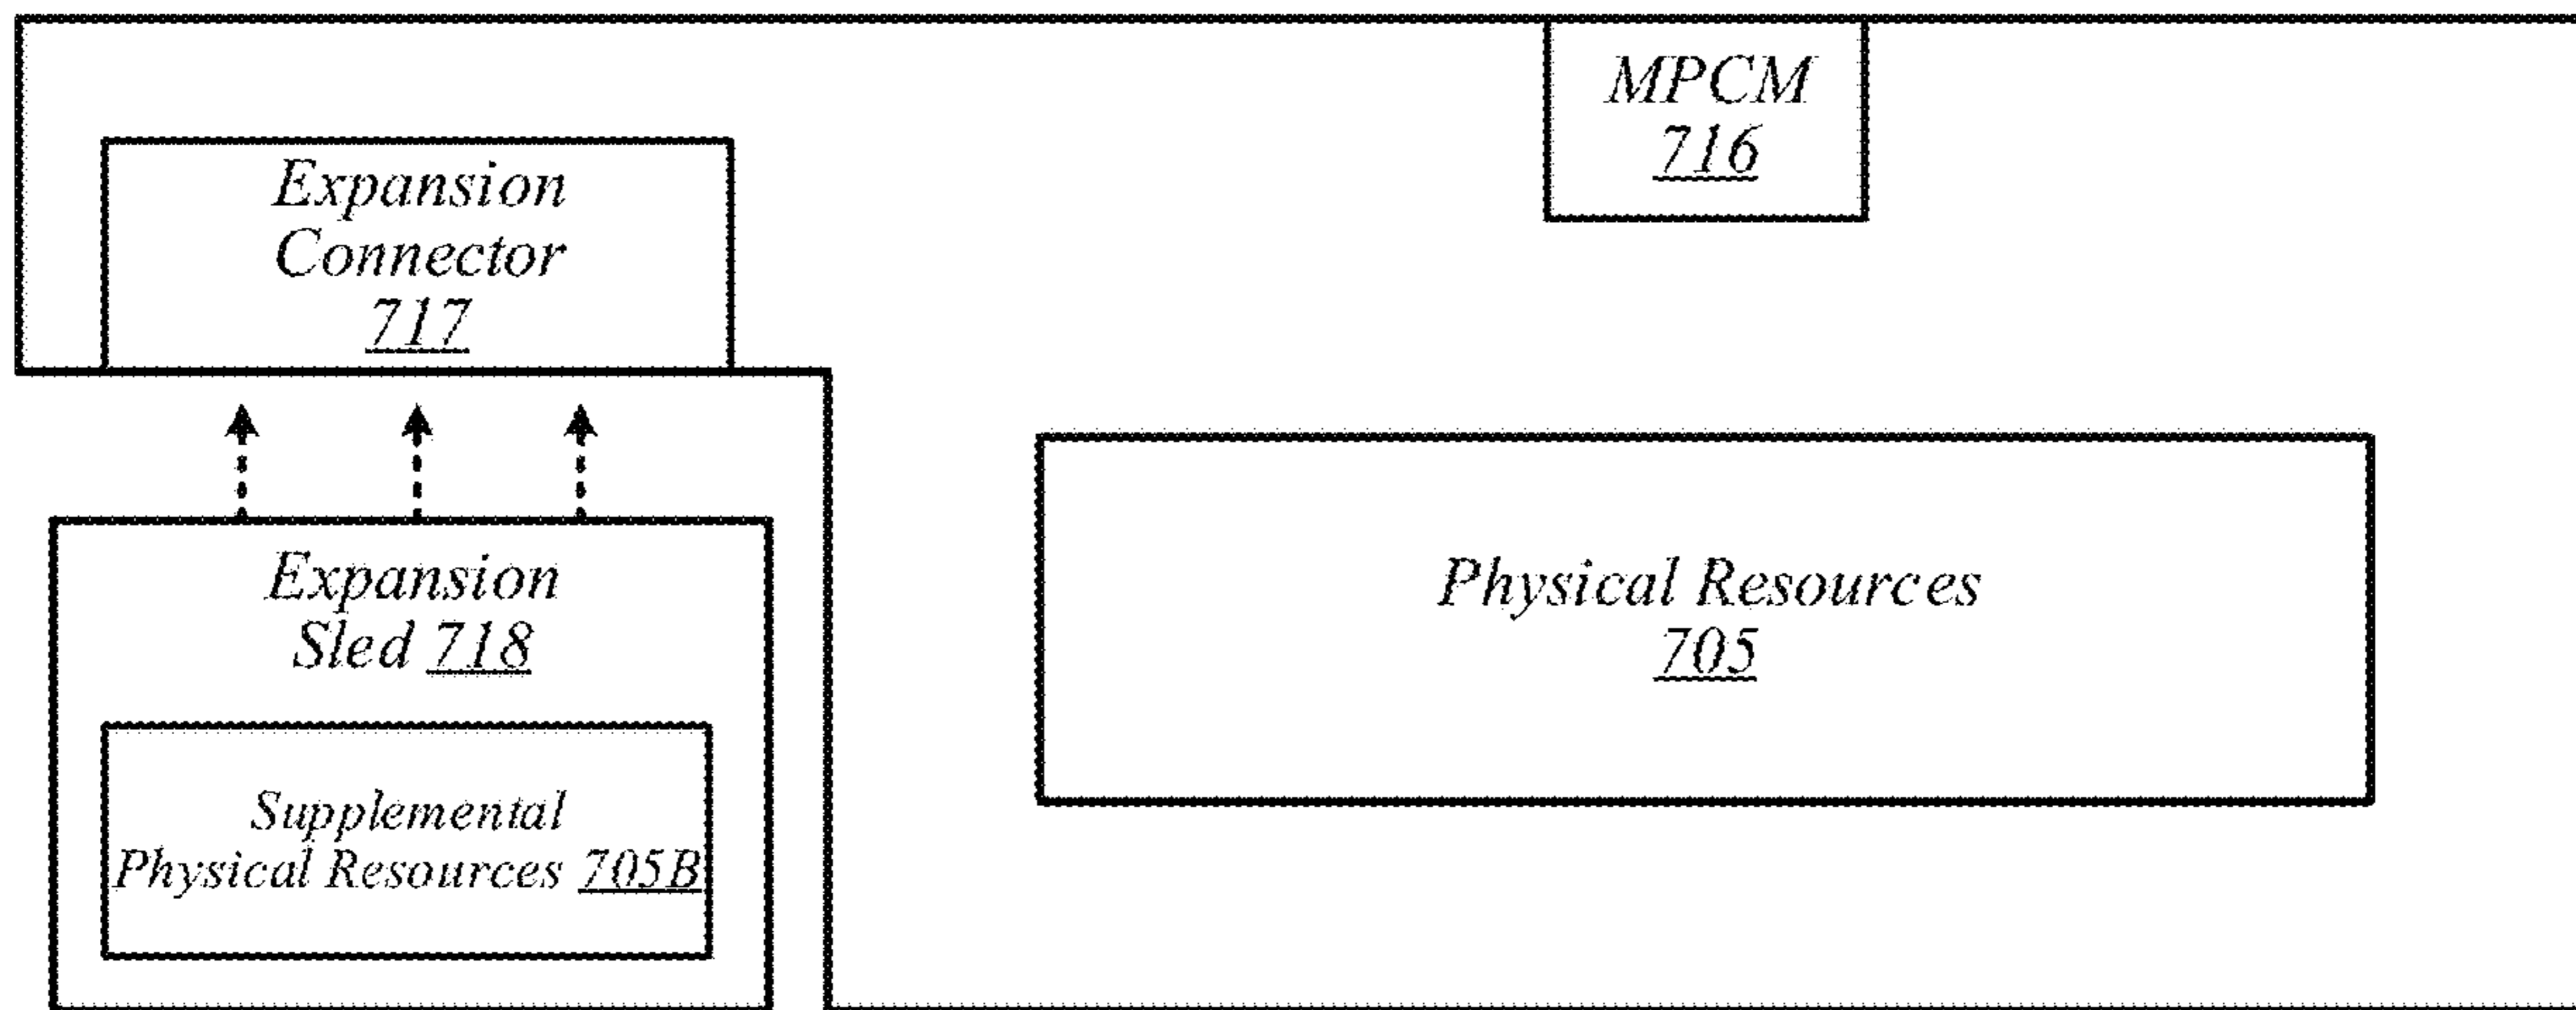 MPCM
716
Expansion
Connector
717
Expansion
Sled 718
Supplemental
Physical Resources 705B
Physical Resources
705